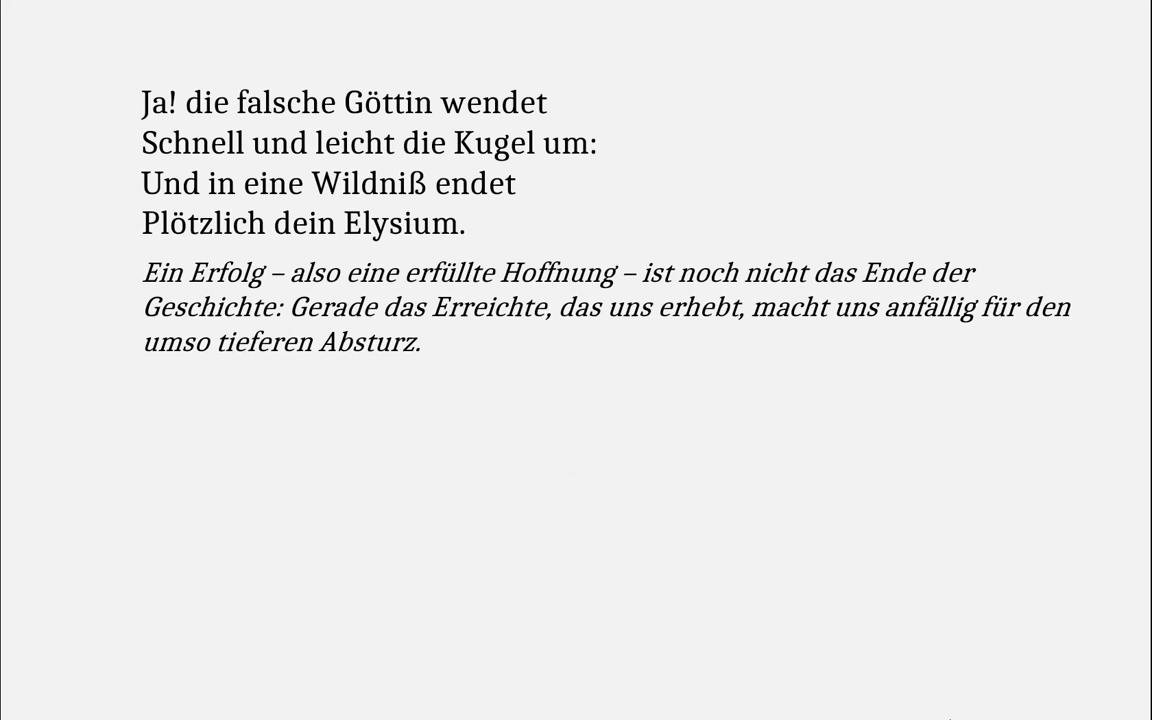 Ja! die falsche Göttin wendet
Schnell und leicht die Kugel um:
Und in eine Wildniß endet
Plötzlich dein Elysium.
Ein Erfolg – also eine erfüllte Hoffnung – ist noch nicht das Ende der
Geschichte: Gerade das Erreichte, das uns erhebt, macht uns anfällig für den
umso tieferen Absturz.